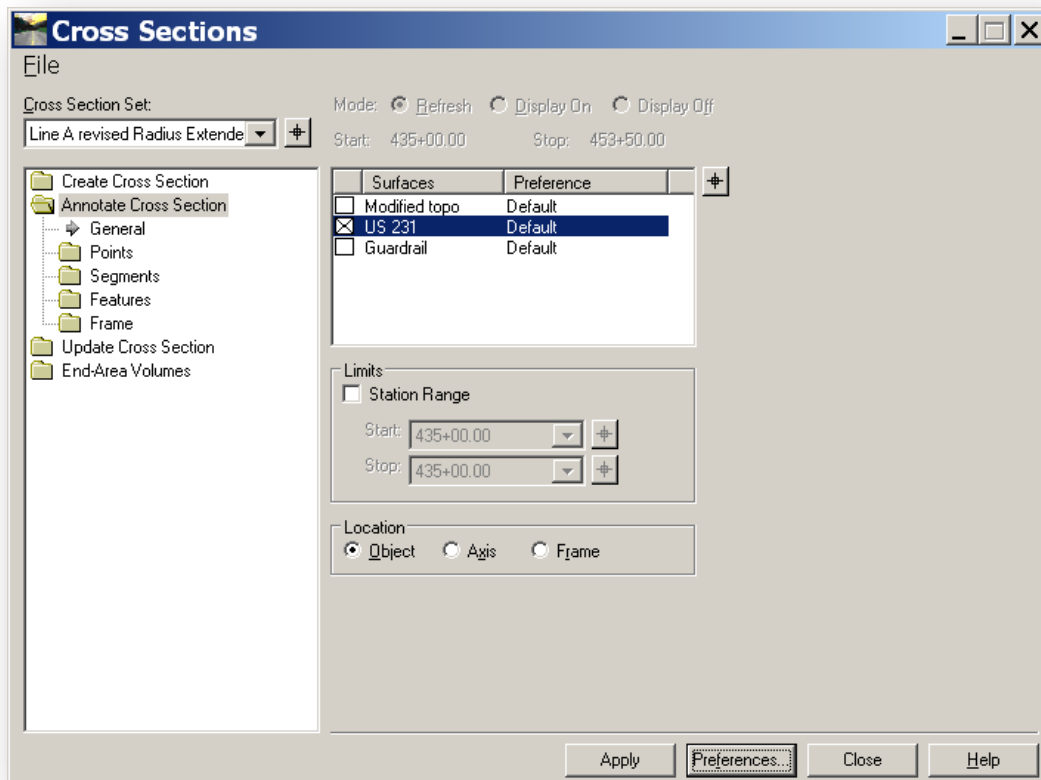 Cross Sections
File
Cross Section Set:
Line A revised Radius Extende
Mode: Refresh Display On Display Off
Start: 435+00.00 Stop: 453+50.00
Create Cross Section
Annotate Cross Section
General
Points
Segments
Features
Frame
Update Cross Section
End-Area Volumes
Surfaces Preference
Modified topo Default
US 231 Default
Guardrail Default
Limits
Station Range
Start: 435+00.00
Stop: 435+00.00
Location
Object Axis Frame
Apply Preferences... Close Help